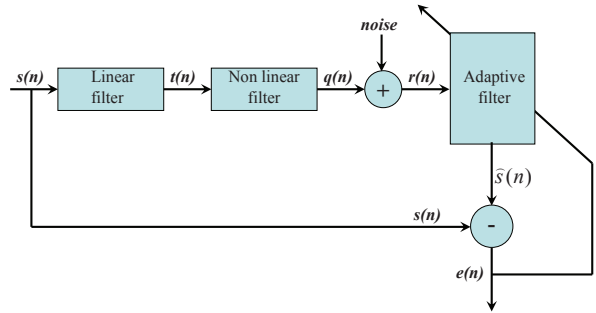 noise
s(n)
Linear
filter
t(n)
Non linear
filter
q(n)
+
r(n)
Adaptive
filter
ŝ(n)
s(n)
-
e(n)